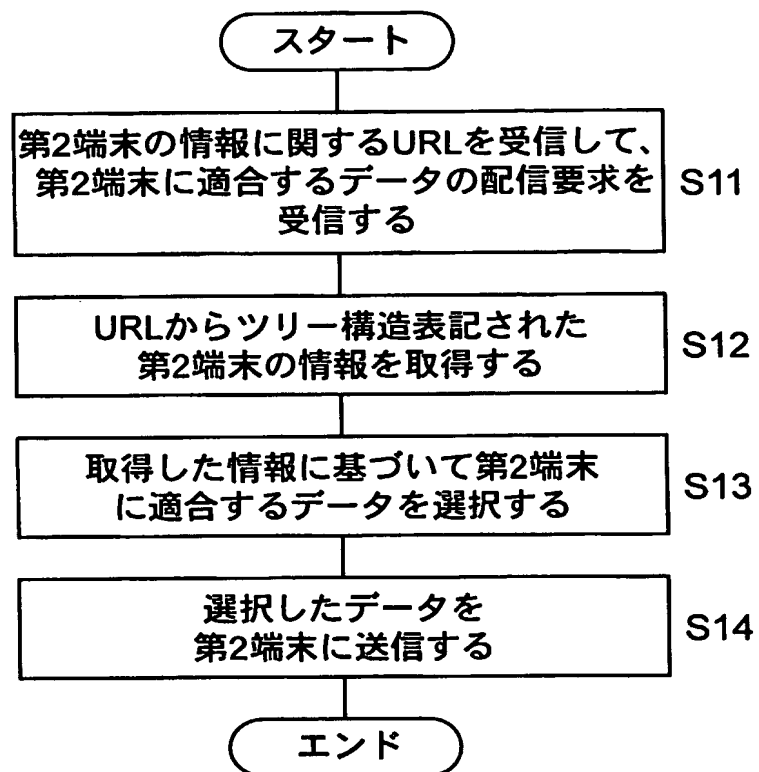 スタート
第2端末の情報に関するURLを受信して、
第2端末に適合するデータの配信要求を
受信する
S11
URLからツリー構造表記された
第2端末の情報を取得する
S12
取得した情報に基づいて第2端末
に適合するデータを選択する
S13
選択したデータを
第2端末に送信する
S14
エンド